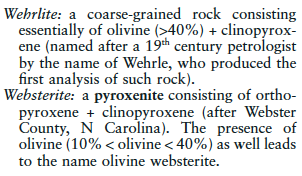 Wehrlite: a coarse-grained rock consisting
essentially of olivine (>40%) + clinopyrox-
ene (named after a 19th century petrologist
by the name of Wehrle, who produced the
first analysis of such rock).
Websterite: a pyroxenite consisting of ortho-
pyroxene + clinopyroxene (after Webster
County, N Carolina). The presence of
olivine (10% < olivine < 40%) as well leads
to the name olivine websterite.